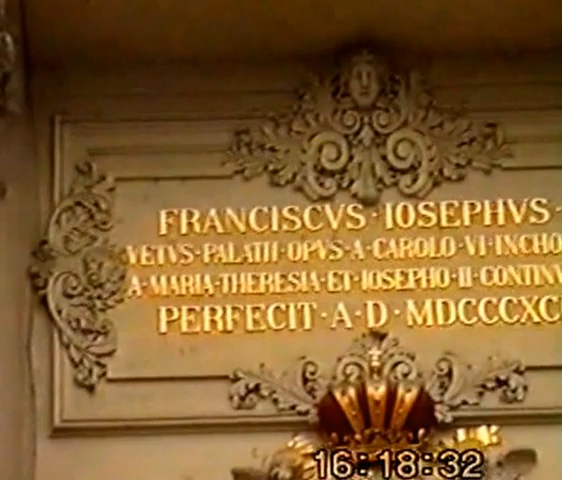 FRANCISCVS·IOSEPHVS·
VETVS·PALATII·OPVS·A·CAROLO·VI·INCHO
A·MARIA·THERESIA·ET·IOSEPHO·II·CONTINV
PERFECIT·A·D·MDCCCXC
16:18:32